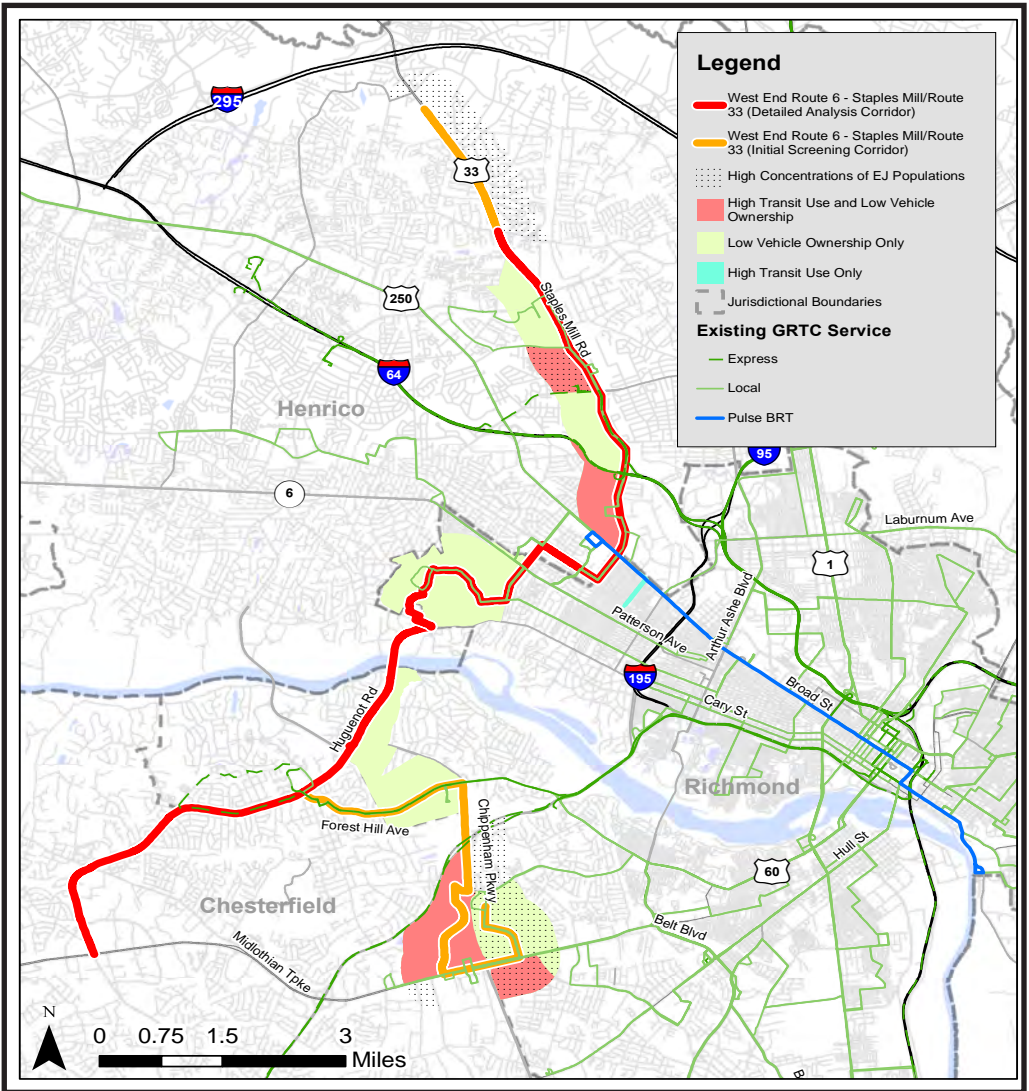 Legend
West End Route 6 - Staples Mill/Route
33 (Detailed Analysis Corridor)
West End Route 6 - Staples Mill/Route
33 (Initial Screening Corridor)
High Concentrations of EJ Populations
High Transit Use and Low Vehicle
Ownership
Low Vehicle Ownership Only
High Transit Use Only
Jurisdictional Boundaries
Existing GRTC Service
Express
Local
Pulse BRT
295
33
250
Staples Mill Rd
64
Henrico
95
6
Laburnum Ave
1
Arthur Ashe Blvd
Patterson Ave
195
Broad St
Cary St
Huguenot Rd
Richmond
Forest Hill Ave
Chippenham Pkwy
Hull St
60
Chesterfield
Belt Blvd
Midlothian Tpke
N
0 0.75 1.5 3
Miles
B